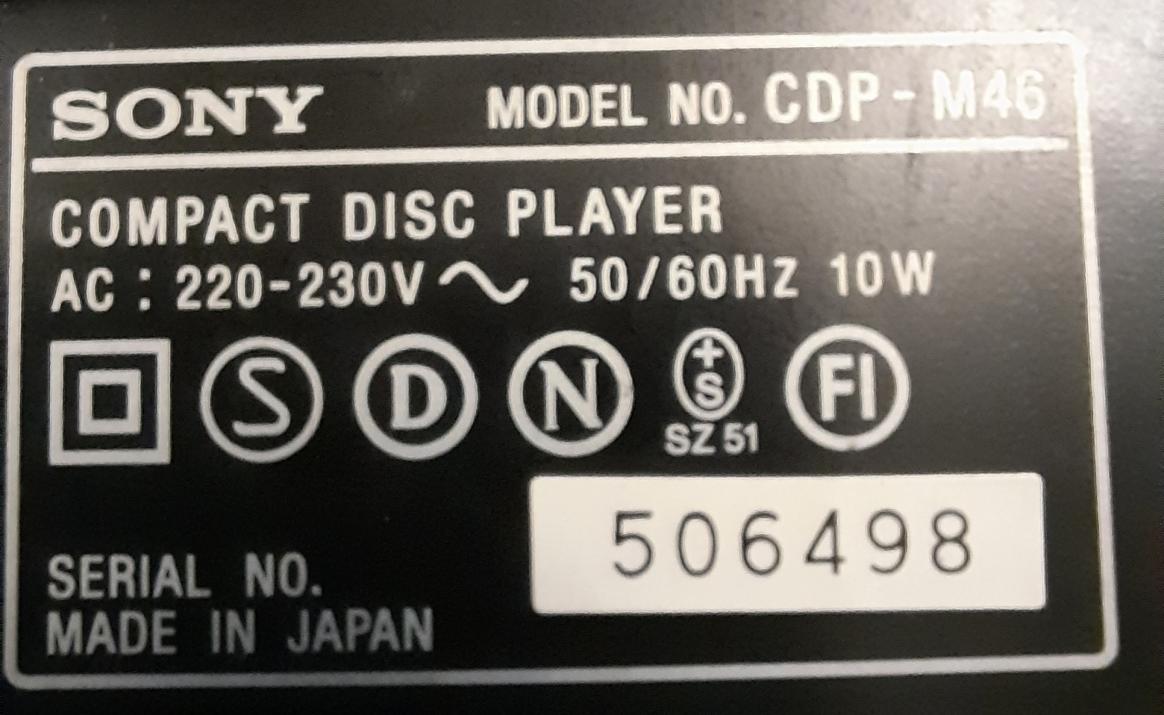 SONY MODEL NO. CDP-M46
COMPACT DISC PLAYER
AC : 220-230V ~ 50/60Hz 10W
S D N +S FI
SZ 51
506498
SERIAL NO.
MADE IN JAPAN